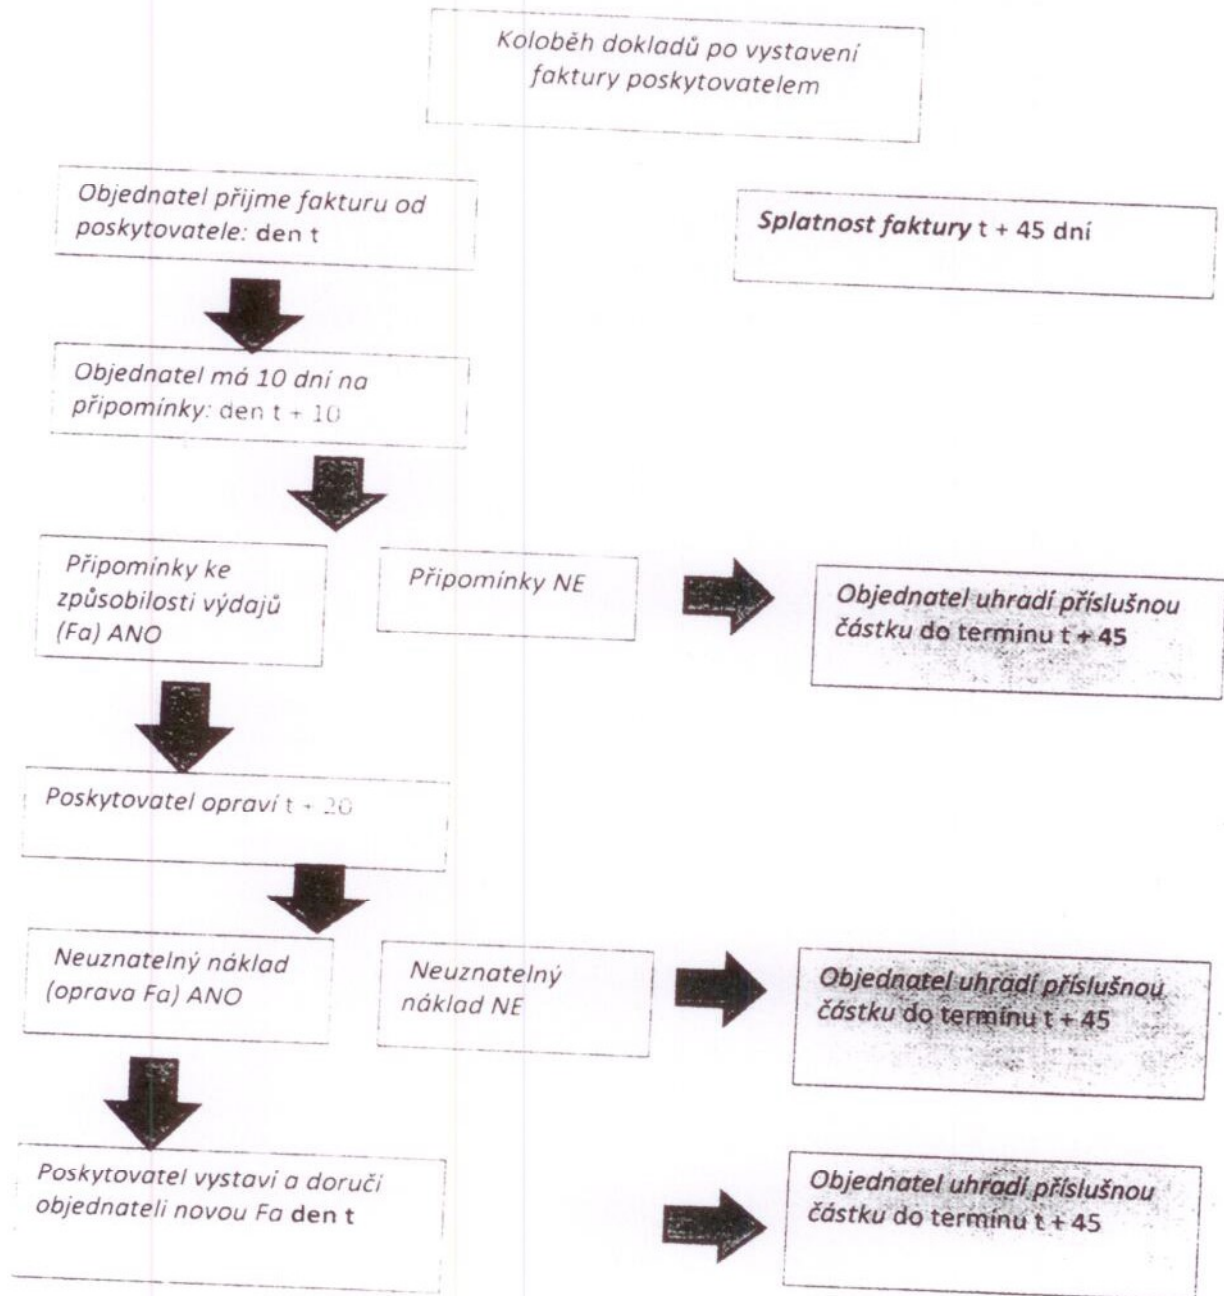 Koloběh dokladů po vystavení
faktury poskytovatelem
Objednatel přijme fakturu od
poskytovatele: den t
Splatnost faktury t + 45 dní
Objednatel má 10 dní na
připomínky: den t + 10
Připomínky ke
způsobilosti výdajů
(Fa) ANO
Připomínky NE
Objednatel uhradí příslušnou
částku do termínu t + 45
Poskytovatel opraví t + 20
Neuznatelný náklad
(oprava Fa) ANO
Neuznatelný
náklad NE
Objednatel uhradí příslušnou
částku do termínu t + 45
Poskytovatel vystaví a doručí
objednateli novou Fa den t
Objednatel uhradí příslušnou
částku do termínu t + 45